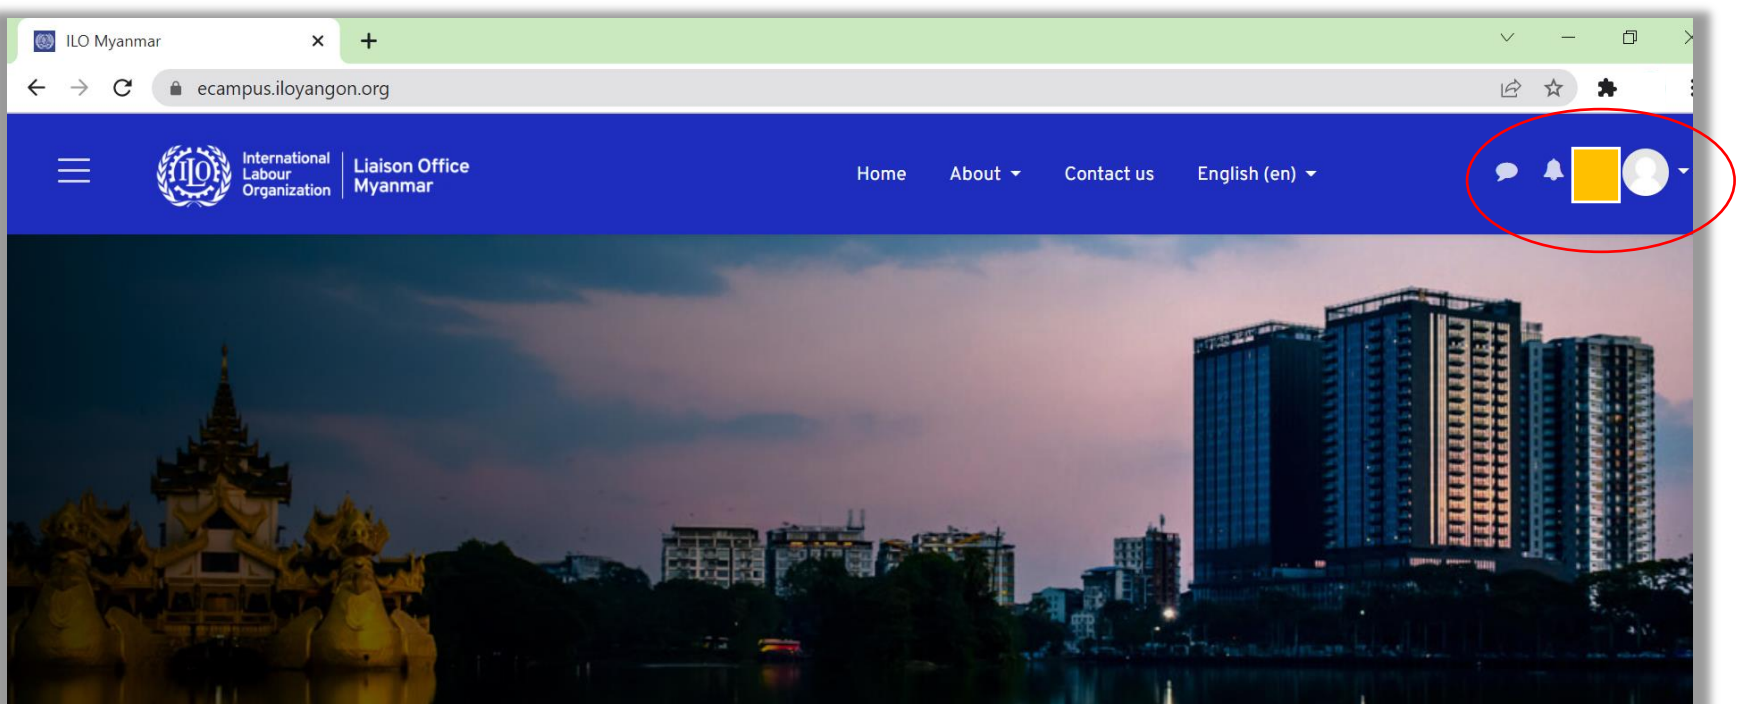 ILO Myanmar
ecampus.iloyangon.org
ILO
International
Labour
Organization
Liaison Office
Myanmar
Home About Contact us English (en)